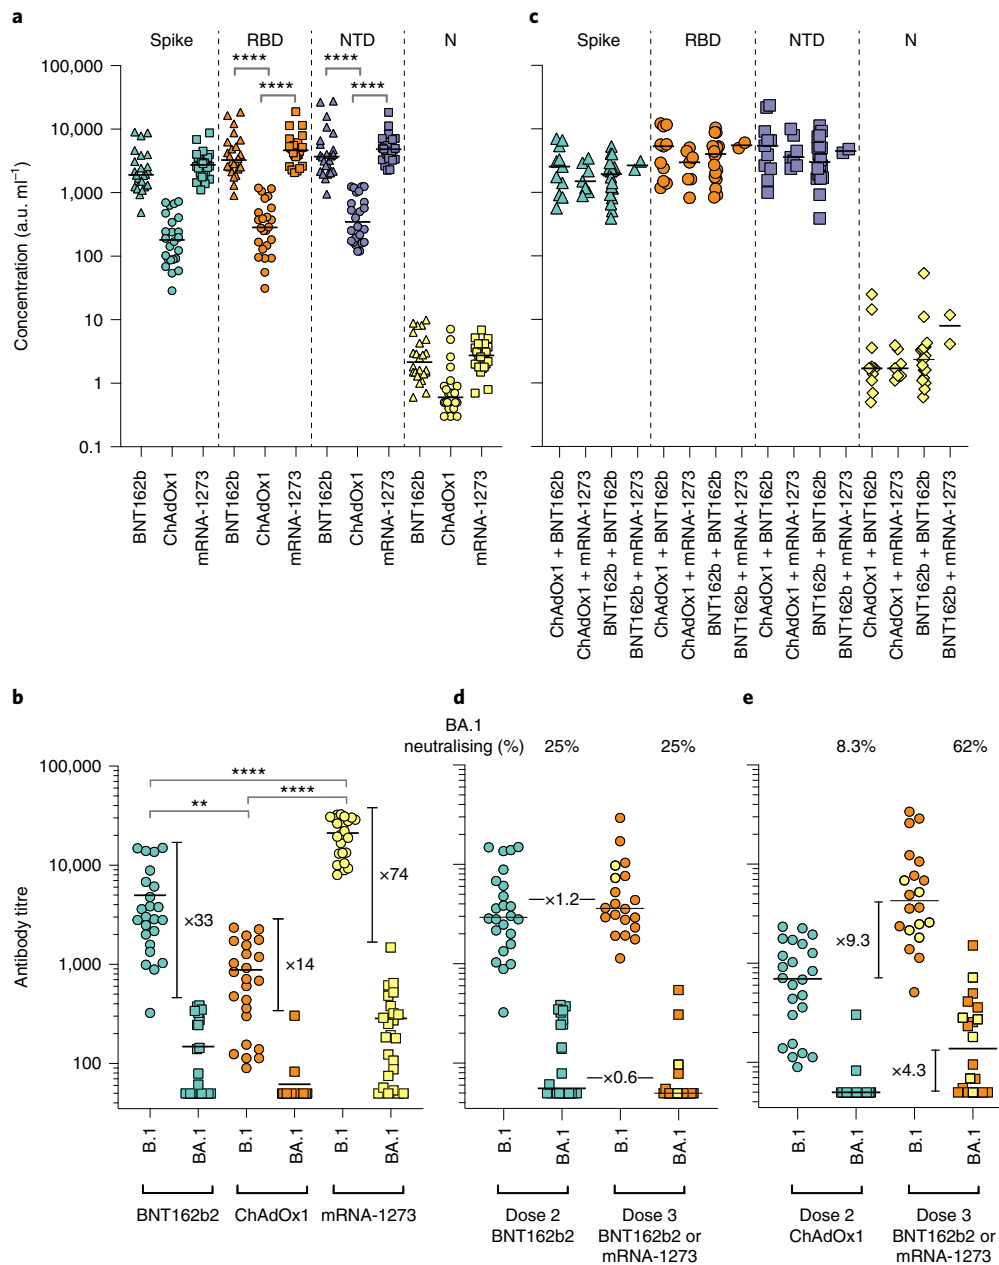 a
Spike RBD NTD N
**** ****
**** ****
100,000
10,000
1,000
100
10
1
0.1
Concentration (a.u. ml⁻¹)
BNT162b
ChAdOx1
mRNA-1273
BNT162b
ChAdOx1
mRNA-1273
BNT162b
ChAdOx1
mRNA-1273
BNT162b
ChAdOx1
mRNA-1273
c
Spike RBD NTD N
ChAdOx1 + BNT162b
ChAdOx1 + mRNA-1273
BNT162b + BNT162b
BNT162b + mRNA-1273
ChAdOx1 + BNT162b
ChAdOx1 + mRNA-1273
BNT162b + BNT162b
BNT162b + mRNA-1273
ChAdOx1 + BNT162b
ChAdOx1 + mRNA-1273
BNT162b + BNT162b
BNT162b + mRNA-1273
ChAdOx1 + BNT162b
ChAdOx1 + mRNA-1273
BNT162b + BNT162b
BNT162b + mRNA-1273
b
100,000
10,000
1,000
100
Antibody titre
****
** ****
×33
×14
×74
B.1
BA.1
B.1
BA.1
B.1
BA.1
BNT162b2 ChAdOx1 mRNA-1273
d
BA.1
neutralising (%) 25% 25%
×1.2
×0.6
B.1
BA.1
B.1
BA.1
Dose 2
BNT162b2
Dose 3
BNT162b2 or
mRNA-1273
e
8.3% 62%
×9.3
×4.3
B.1
BA.1
B.1
BA.1
Dose 2
ChAdOx1
Dose 3
BNT162b2 or
mRNA-1273